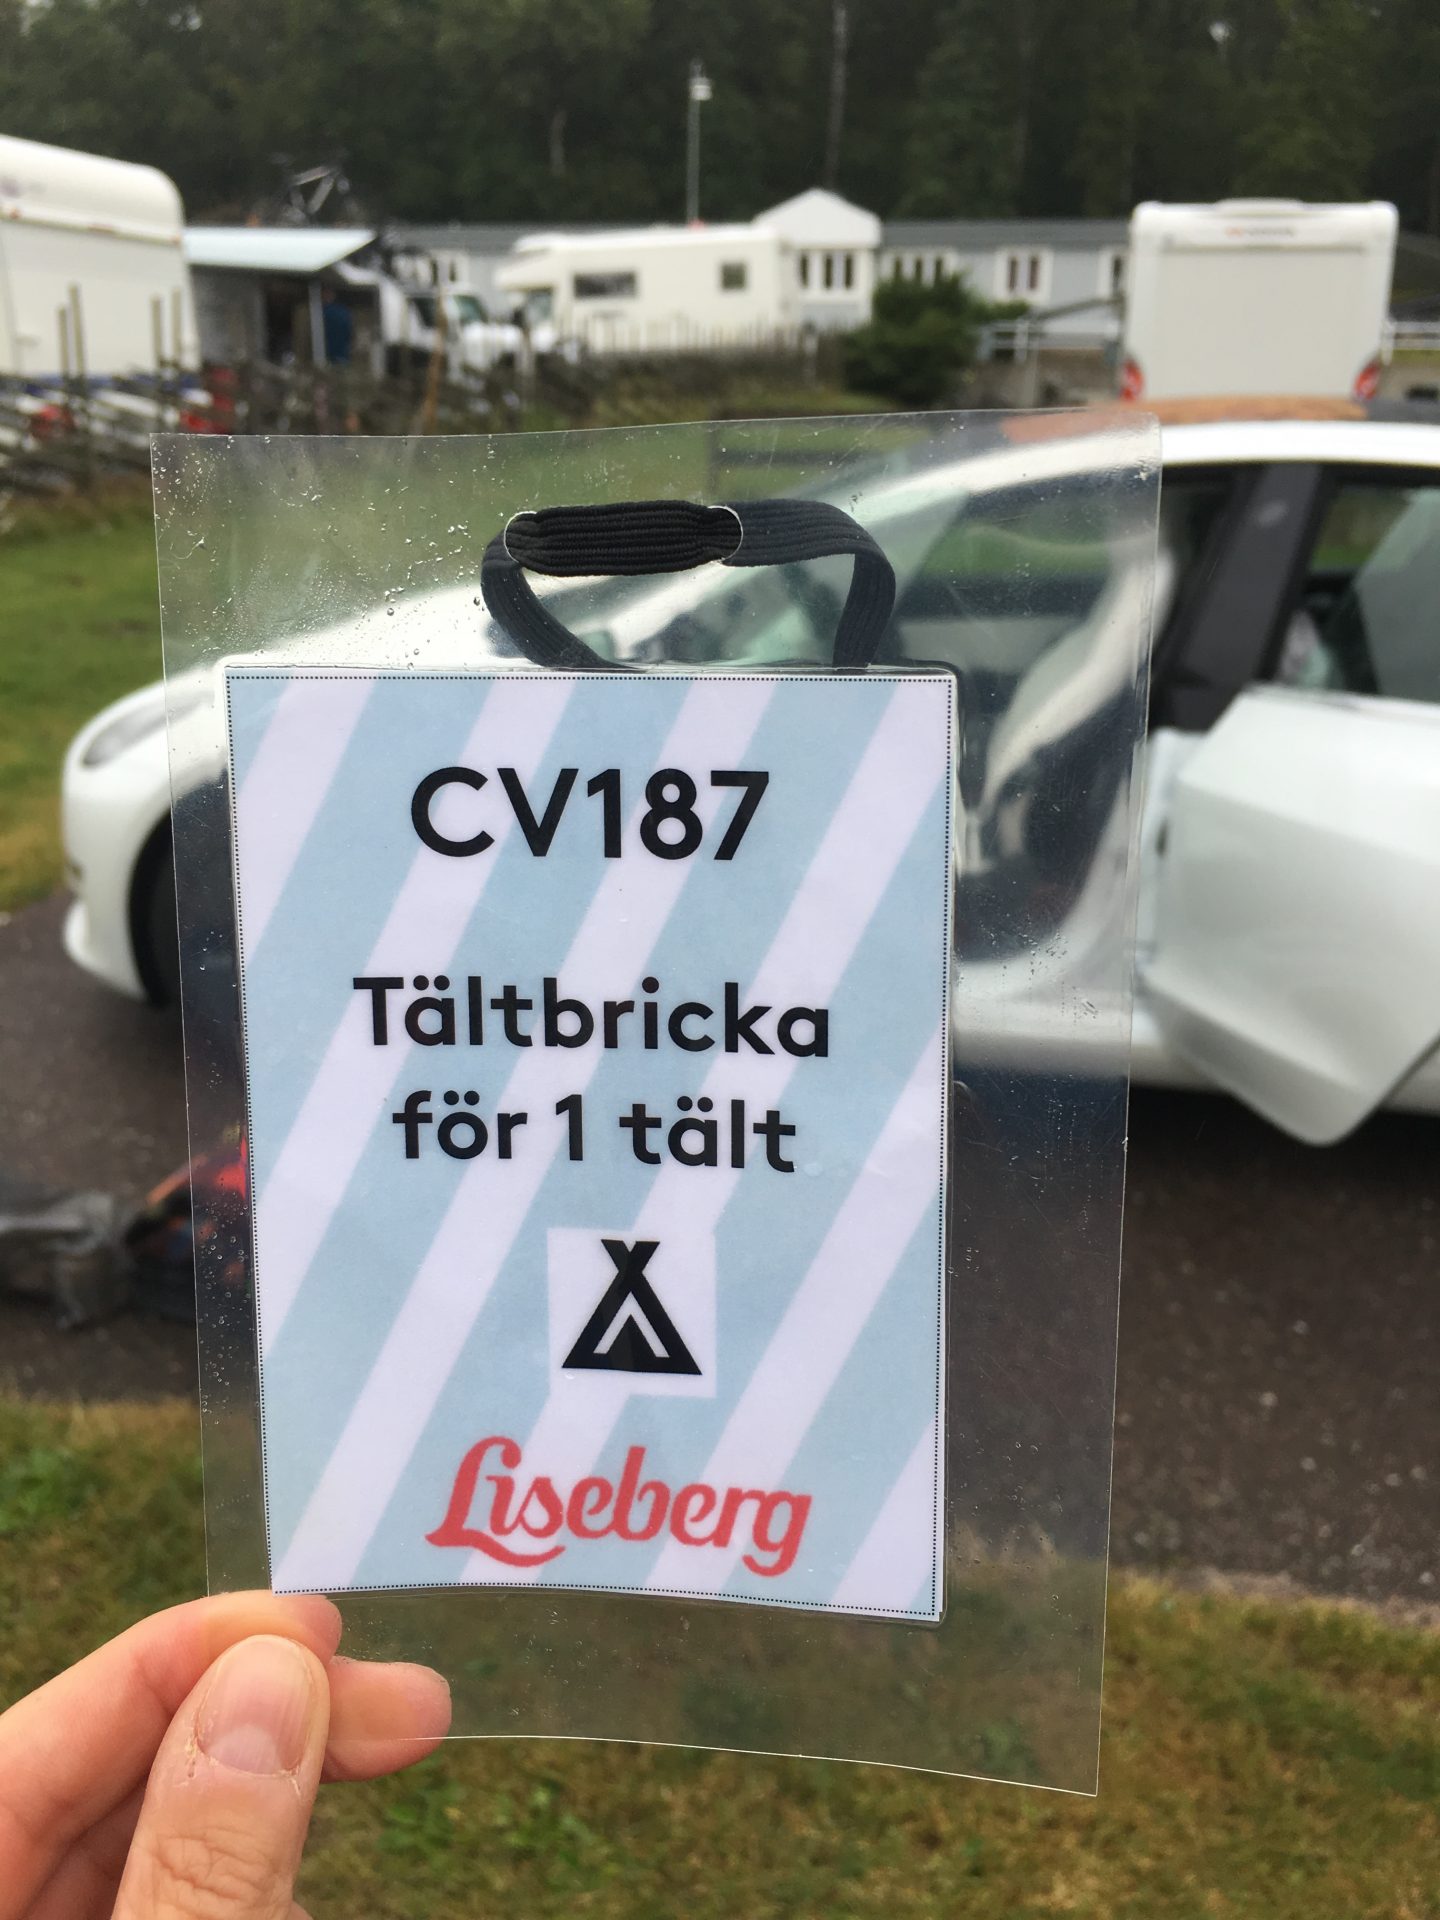 CV187
Tältbricka
för 1 tält
Liseberg